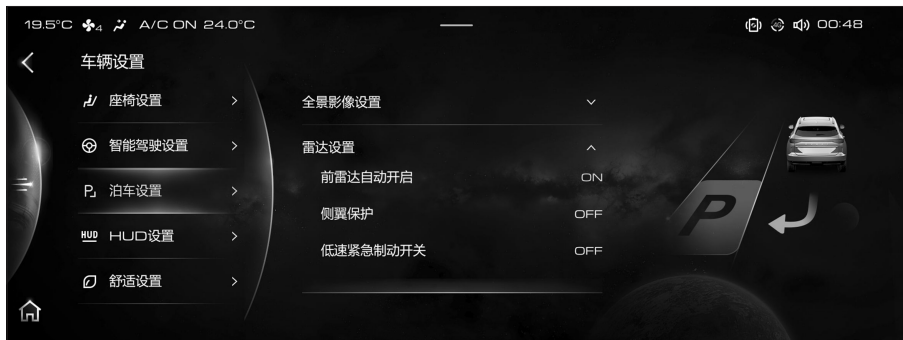 19.5°C 4 A/C ON 24.0°C 4G 00:48
车辆设置
座椅设置
智能驾驶设置
泊车设置
HUD HUD设置
舒适设置
全景影像设置
雷达设置
前雷达自动开启 ON
侧翼保护 OFF
低速紧急制动开关 OFF
P